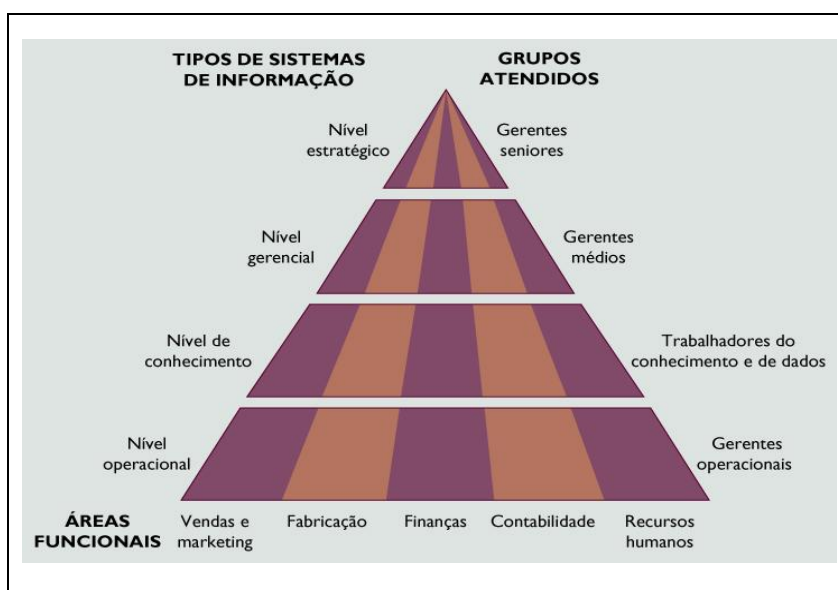 TIPOS DE SISTEMAS
DE INFORMAÇÃO
GRUPOS
ATENDIDOS
Nível
estratégico
Gerentes
seniores
Nível
gerencial
Gerentes
médios
Nível de
conhecimento
Trabalhadores do
conhecimento e de dados
Nível
operacional
Gerentes
operacionais
ÁREAS
FUNCIONAIS
Vendas e
marketing
Fabricação
Finanças
Contabilidade
Recursos
humanos